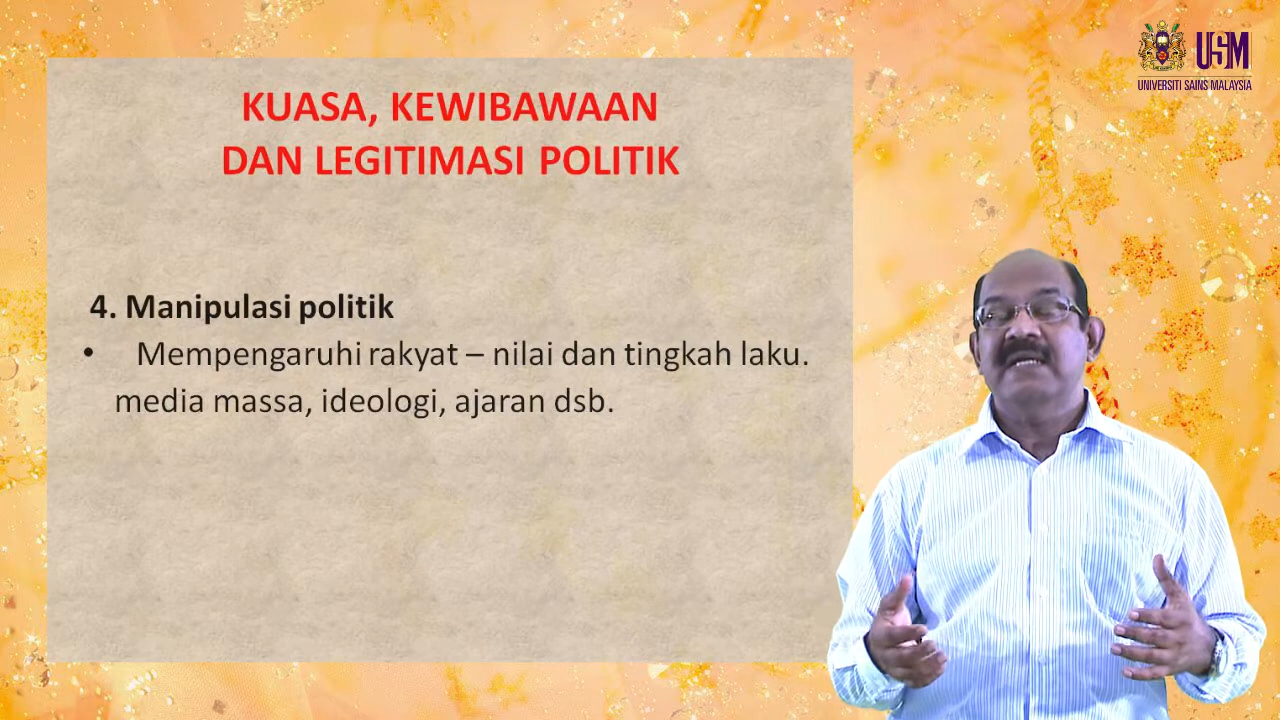 USM
UNIVERSITI SAINS MALAYSIA
KUASA, KEWIBAWAAN
DAN LEGITIMASI POLITIK
4. Manipulasi politik
• Mempengaruhi rakyat – nilai dan tingkah laku.
media massa, ideologi, ajaran dsb.